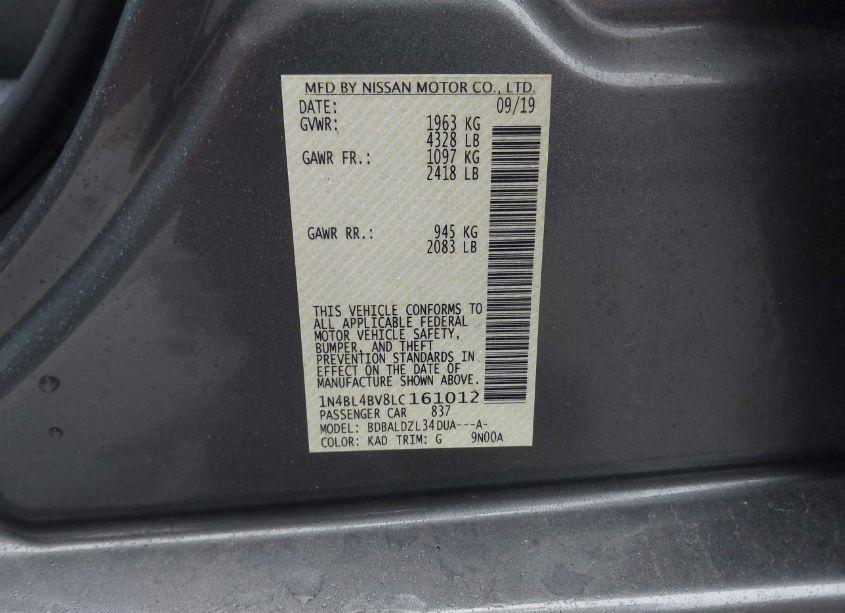 MFD BY NISSAN MOTOR CO., LTD.
DATE: 09/19
GVWR: 1963 KG
4328 LB
GAWR FR.: 1097 KG
2418 LB
GAWR RR.: 945 KG
2083 LB
THIS VEHICLE CONFORMS TO
ALL APPLICABLE FEDERAL
MOTOR VEHICLE SAFETY,
BUMPER, AND THEFT
PREVENTION STANDARDS IN
EFFECT ON THE DATE OF
MANUFACTURE SHOWN ABOVE.
1N4BL4BV8LC161012
PASSENGER CAR 837
MODEL: BDBALDZL34DUA---A-
COLOR: KAD TRIM: G 9N00A